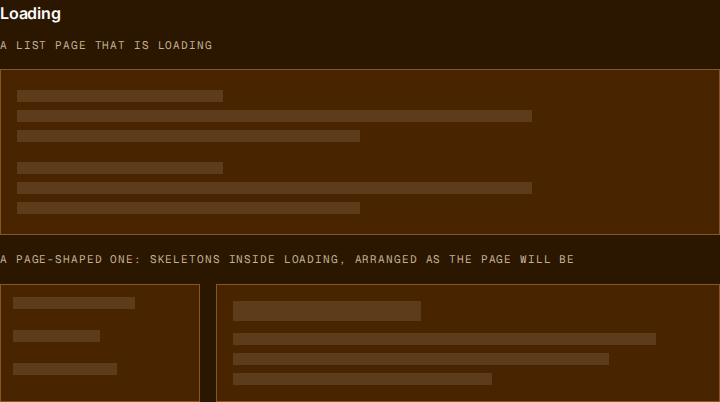 Loading
A LIST PAGE THAT IS LOADING
A PAGE-SHAPED ONE: SKELETONS INSIDE LOADING, ARRANGED AS THE PAGE WILL BE